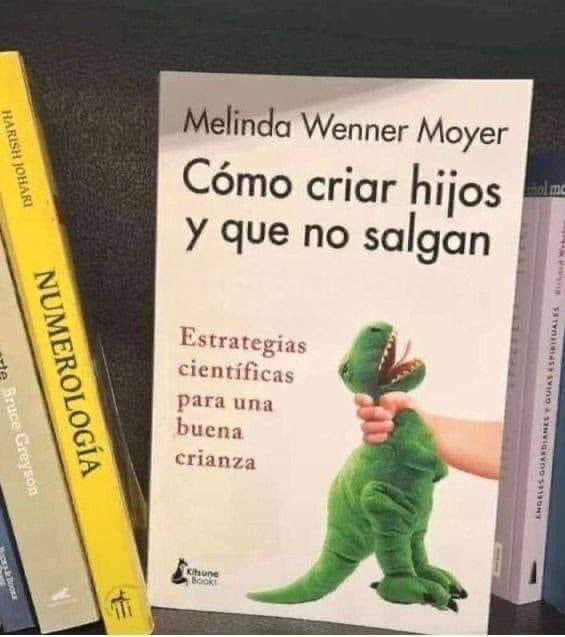 HARISH JOHARI
NUMEROLOGÍA
Bruce Greyson
Melinda Wenner Moyer
Cómo criar hijos
y que no salgan
Estrategias
científicas
para una
buena
crianza
Kitsune
Books
ÁNGELES GUARDIANES Y GUÍAS ESPIRITUALES